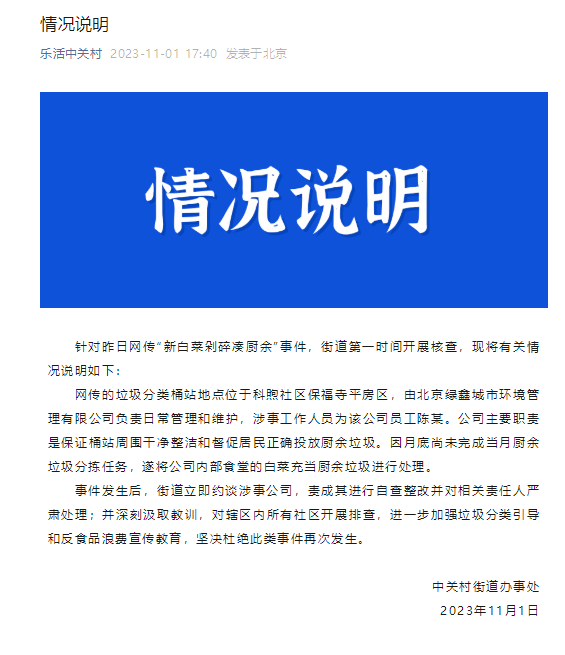 情况说明
乐活中关村 2023-11-01 17:40 发表于北京
情况说明
针对昨日网传“新白菜剁碎凑厨余”事件，街道第一时间开展核查，现将有关情
况说明如下：
网传的垃圾分类桶站地点位于科煦社区保福寺平房区，由北京绿鑫城市环境管
理有限公司负责日常管理和维护，涉事工作人员为该公司员工陈某。公司主要职责
是保证桶站周围干净整洁和督促居民正确投放厨余垃圾。因月底尚未完成当月厨余
垃圾分拣任务，遂将公司内部食堂的白菜充当厨余垃圾进行处理。
事件发生后，街道立即约谈涉事公司，责成其进行自查整改并对相关责任人严
肃处理；并深刻汲取教训，对辖区内所有社区开展排查，进一步加强垃圾分类引导
和反食品浪费宣传教育，坚决杜绝此类事件再次发生。
中关村街道办事处
2023年11月1日